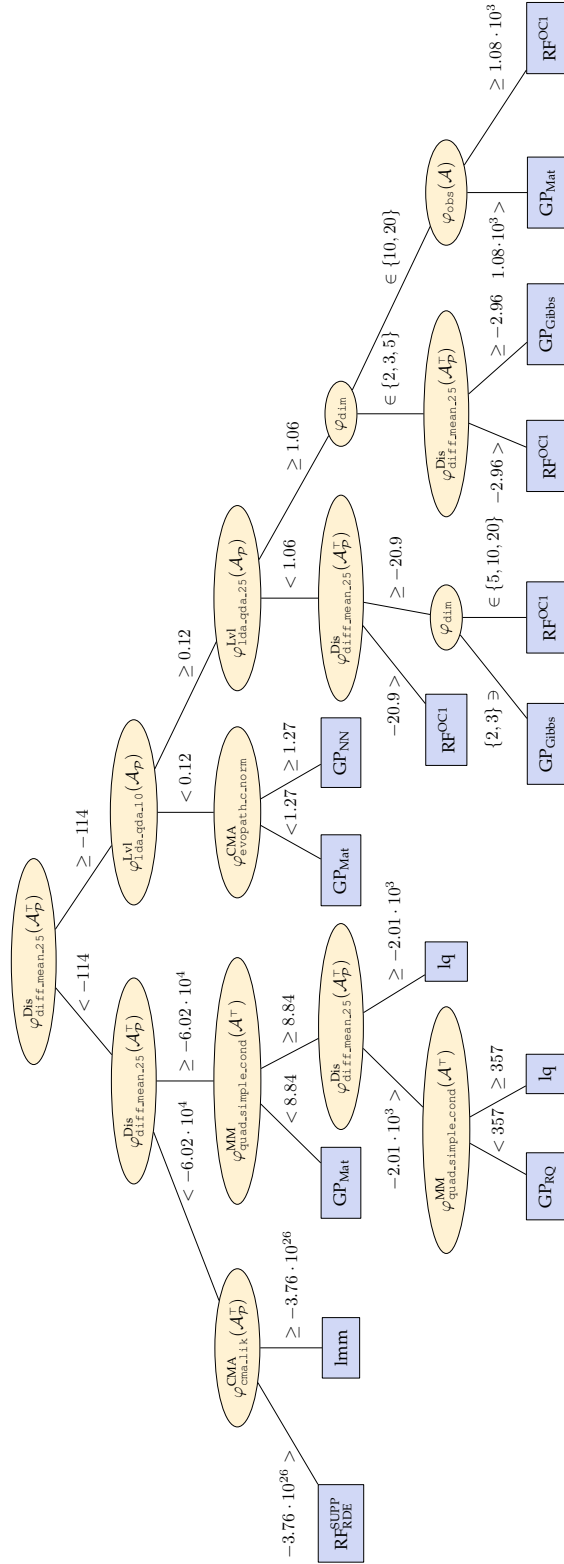 φ^Dis_diff_mean_25(𝒜^⊤_𝒫)
< −114
≥ −114
φ^Dis_diff_mean_25(𝒜^⊤_𝒫)
φ^Lvl_lda_qda_10(𝒜_𝒫)
< −6.02 · 10^4
≥ −6.02 · 10^4
< 0.12
≥ 0.12
φ^CMA_cma_lik(𝒜^⊤_𝒫)
φ^MM_quad_simple_cond(𝒜^⊤)
φ^CMA_evopath_c_norm
φ^Lvl_lda_qda_25(𝒜_𝒫)
−3.76 · 10^26 >
≥ −3.76 · 10^26
< 8.84
≥ 8.84
<1.27
≥ 1.27
< 1.06
≥ 1.06
RF^SUPP_RDE
lmm
GP_Mat
φ^Dis_diff_mean_25(𝒜^⊤_𝒫)
GP_Mat
GP_NN
φ^Dis_diff_mean_25(𝒜^⊤_𝒫)
φ_dim
−2.01 · 10^3 >
≥ −2.01 · 10^3
−20.9 >
≥ −20.9
∈ {2, 3, 5}
∈ {10, 20}
φ^MM_quad_simple_cond(𝒜^⊤)
lq
RF^OC1
φ_dim
φ^Dis_diff_mean_25(𝒜^⊤_𝒫)
φ_obs(𝒜)
< 357
≥ 357
{2, 3} ∋
∈ {5, 10, 20}
−2.96 >
≥ −2.96
1.08·10^3 >
≥ 1.08 · 10^3
GP_RQ
lq
GP_Gibbs
RF^OC1
RF^OC1
GP_Gibbs
GP_Mat
RF^OC1